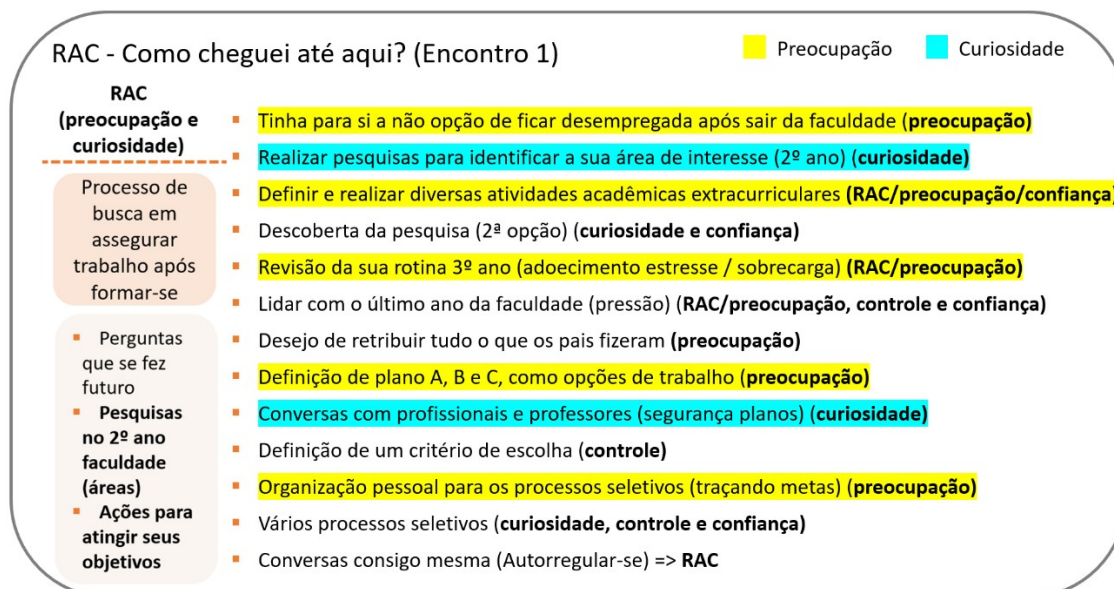 RAC - Como cheguei até aqui? (Encontro 1)
Preocupação
Curiosidade
RAC
(preocupação e
curiosidade)
Processo de
busca em
assegurar
trabalho após
formar-se
▪ Perguntas
que se fez
futuro
▪ Pesquisas
no 2º ano
faculdade
(áreas)
▪ Ações para
atingir seus
objetivos
▪ Tinha para si a não opção de ficar desempregada após sair da faculdade (preocupação)
▪ Realizar pesquisas para identificar a sua área de interesse (2º ano) (curiosidade)
▪ Definir e realizar diversas atividades acadêmicas extracurriculares (RAC/preocupação/confiança)
▪ Descoberta da pesquisa (2ª opção) (curiosidade e confiança)
▪ Revisão da sua rotina 3º ano (adoecimento estresse / sobrecarga) (RAC/preocupação)
▪ Lidar com o último ano da faculdade (pressão) (RAC/preocupação, controle e confiança)
▪ Desejo de retribuir tudo o que os pais fizeram (preocupação)
▪ Definição de plano A, B e C, como opções de trabalho (preocupação)
▪ Conversas com profissionais e professores (segurança planos) (curiosidade)
▪ Definição de um critério de escolha (controle)
▪ Organização pessoal para os processos seletivos (traçando metas) (preocupação)
▪ Vários processos seletivos (curiosidade, controle e confiança)
▪ Conversas consigo mesma (Autorregular-se) => RAC